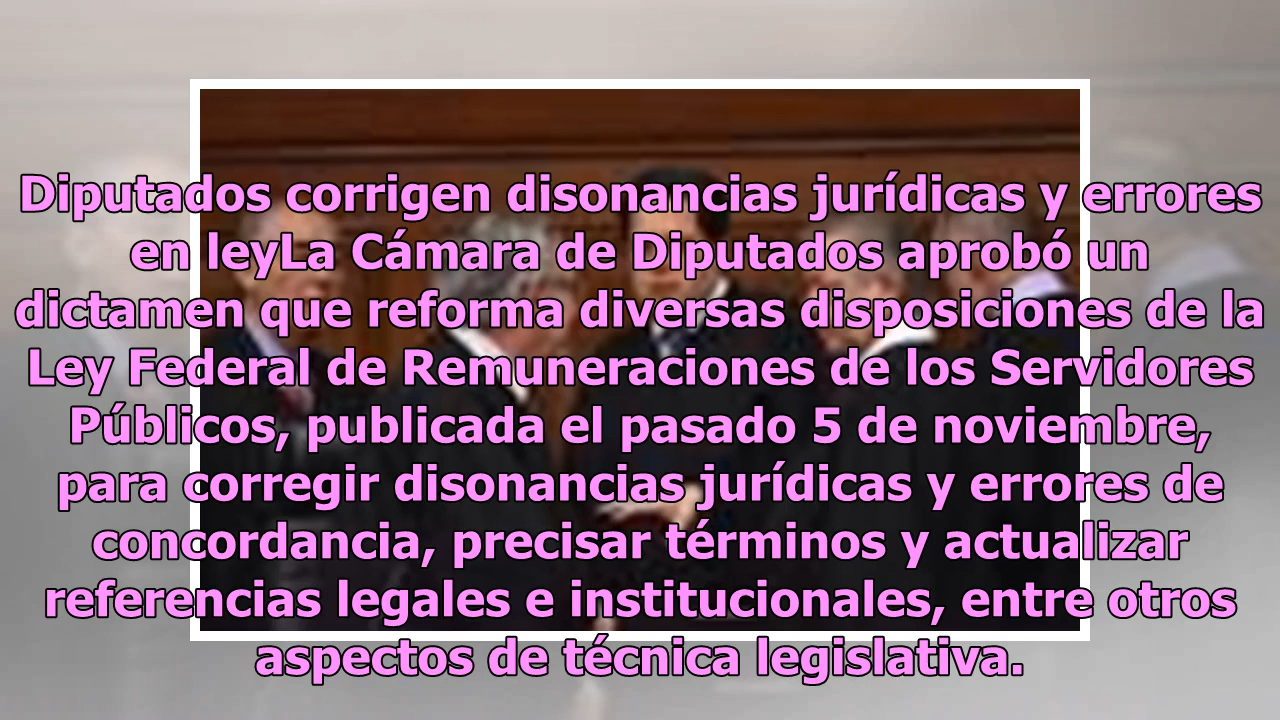 Diputados corrigen disonancias jurídicas y errores
en leyLa Cámara de Diputados aprobó un
dictamen que reforma diversas disposiciones de la
Ley Federal de Remuneraciones de los Servidores
Públicos, publicada el pasado 5 de noviembre,
para corregir disonancias jurídicas y errores de
concordancia, precisar términos y actualizar
referencias legales e institucionales, entre otros
aspectos de técnica legislativa.